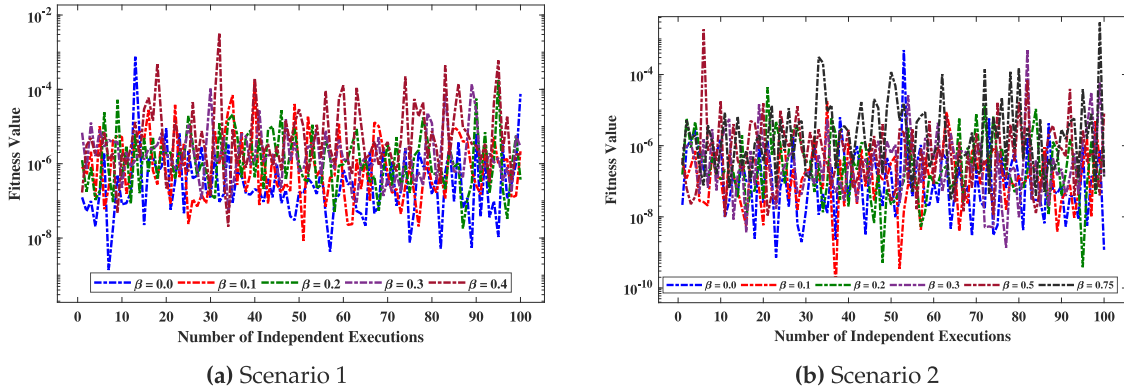 10^-2
10^-4
10^-6
10^-8
Fitness Value
β = 0.0 β = 0.1 β = 0.2 β = 0.3 β = 0.4
0 10 20 30 40 50 60 70 80 90 100
Number of Independent Executions
(a) Scenario 1
10^-4
10^-6
10^-8
10^-10
Fitness Value
β = 0.0 β = 0.1 β = 0.2 β = 0.3 β = 0.5 β = 0.75
0 10 20 30 40 50 60 70 80 90 100
Number of Independent Executions
(b) Scenario 2